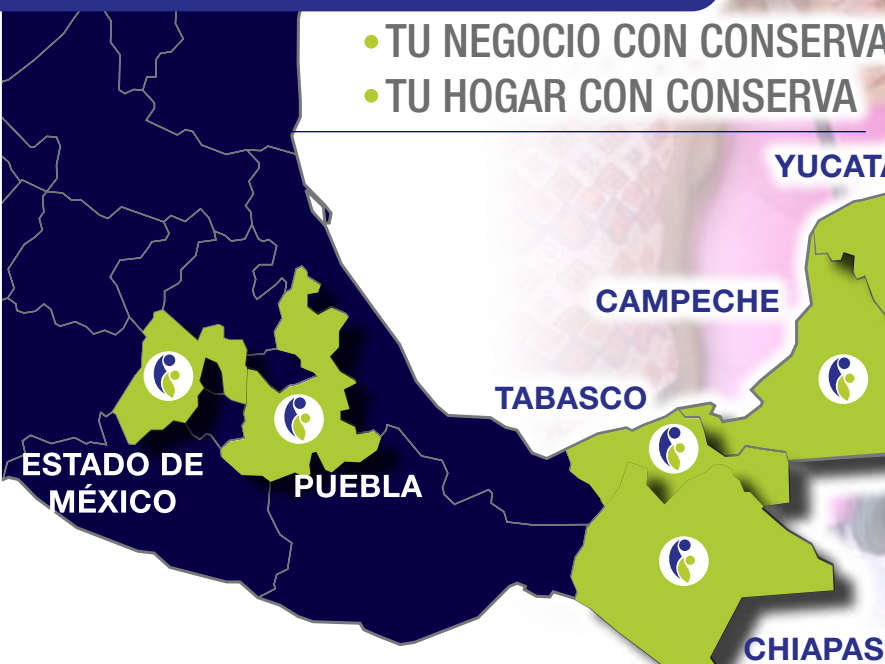 • TU NEGOCIO CON CONSERVA
• TU HOGAR CON CONSERVA
YUCATA
CAMPECHE
TABASCO
ESTADO DE
MÉXICO
PUEBLA
CHIAPAS